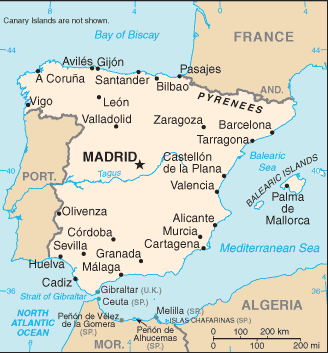 Canary Islands are not shown.
Bay of Biscay
FRANCE
44
44
Avilés Gijón
A Coruña
Santander
Pasajes
Bilbao
AND.
Vigo
León
PYRENEES
Valladolid
Zaragoza
Barcelona
Tarragona
MADRID
Castellón
de la Plana
Balearic
Sea
40
40
PORT.
Tagus
Valencia
BALEARIC ISLANDS
Palma
de
Mallorca
Olivenza
Alicante
Córdoba
Murcia
Sevilla
Cartagena
Mediterranean Sea
Huelva
Granada
Málaga
Cadiz
Gibraltar (U.K.)
36
36
Strait of Gibraltar
Ceuta (SP.)
ALGERIA
NORTH
ATLANTIC
OCEAN
Peñón de Vélez
de la Gomera (SP.)
Melilla (SP.)
ISLAS CHAFARINAS (SP.)
Peñón de
Alhucemas
(SP.)
MOR.
0 100 200 km
0 100 200 mi